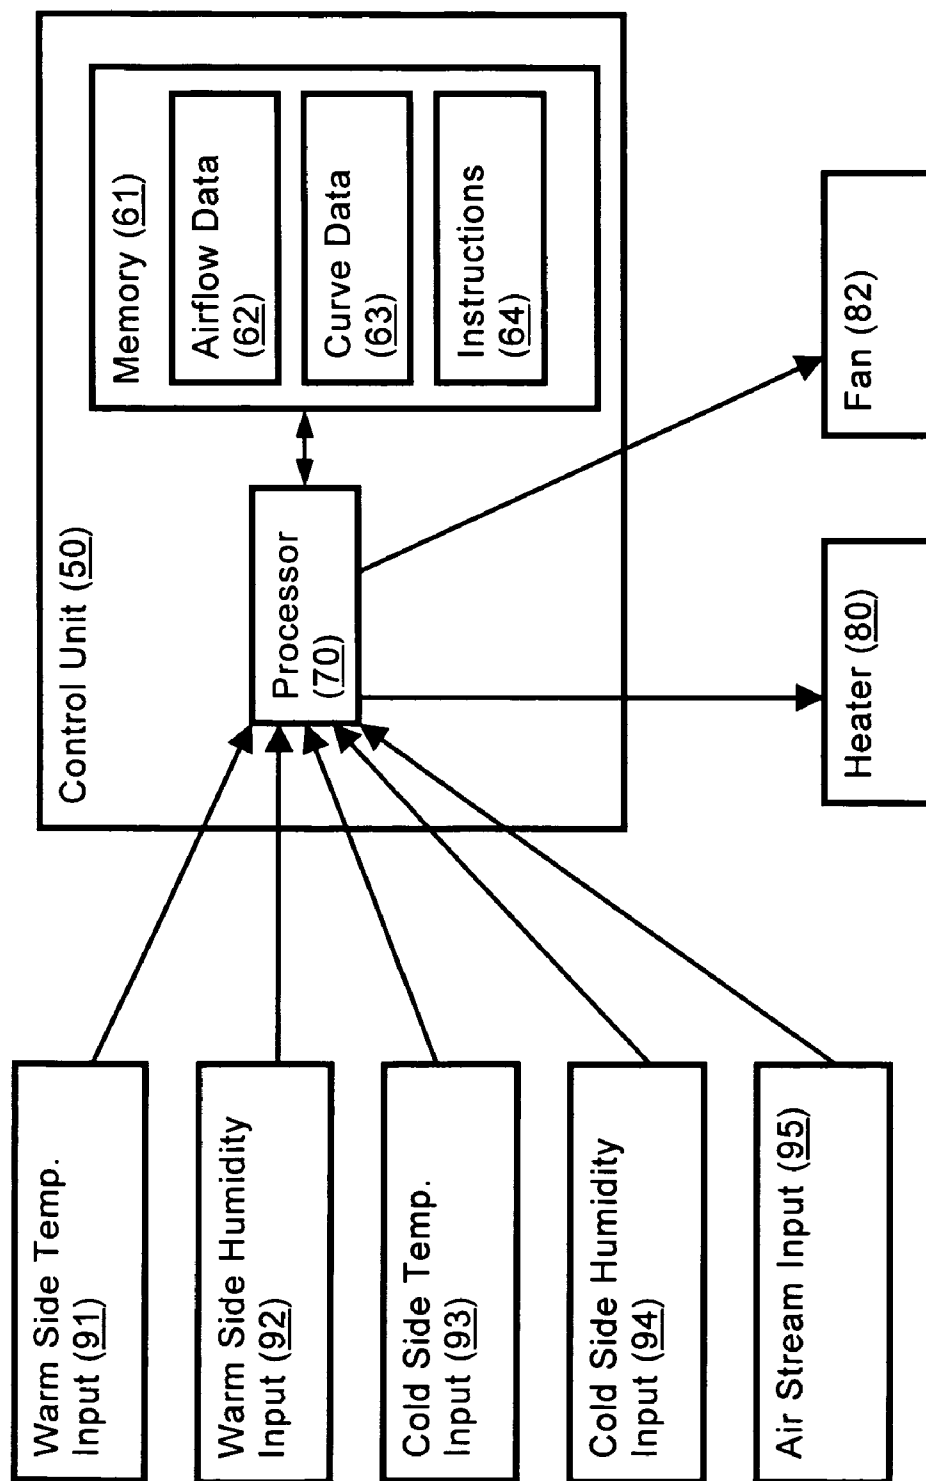 Warm Side Temp.
Input (91)
Warm Side Humidity
Input (92)
Cold Side Temp.
Input (93)
Cold Side Humidity
Input (94)
Air Stream Input (95)
Control Unit (50)
Processor
(70)
Memory (61)
Airflow Data
(62)
Curve Data
(63)
Instructions
(64)
Heater (80)
Fan (82)